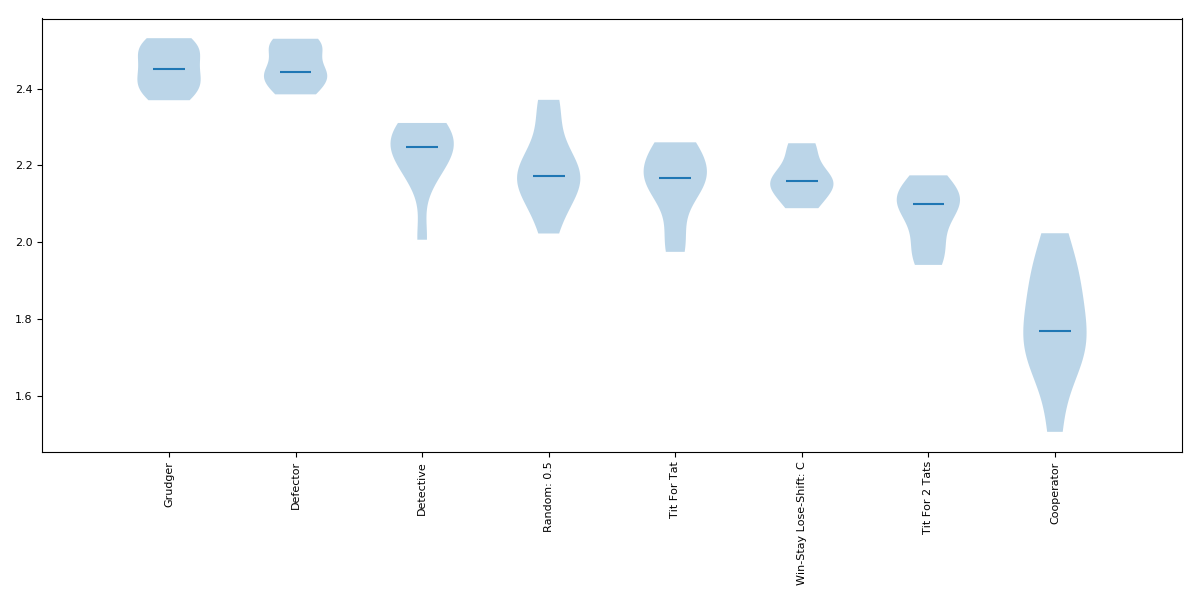 2.4
2.2
2.0
1.8
1.6
Grudger
Defector
Detective
Random: 0.5
Tit For Tat
Win-Stay Lose-Shift: C
Tit For 2 Tats
Cooperator